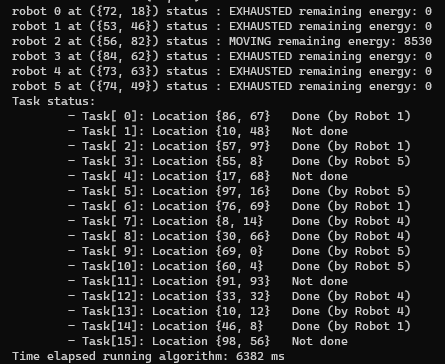 robot 0 at ({72, 18}) status : EXHAUSTED remaining energy: 0
robot 1 at ({53, 46}) status : EXHAUSTED remaining energy: 0
robot 2 at ({56, 82}) status : MOVING remaining energy: 8530
robot 3 at ({84, 62}) status : EXHAUSTED remaining energy: 0
robot 4 at ({73, 63}) status : EXHAUSTED remaining energy: 0
robot 5 at ({74, 49}) status : EXHAUSTED remaining energy: 0
Task status:
- Task[ 0]: Location {86, 67} Done (by Robot 1)
- Task[ 1]: Location {10, 48} Not done
- Task[ 2]: Location {57, 97} Done (by Robot 1)
- Task[ 3]: Location {55, 8} Done (by Robot 5)
- Task[ 4]: Location {17, 68} Not done
- Task[ 5]: Location {97, 16} Done (by Robot 5)
- Task[ 6]: Location {76, 69} Done (by Robot 1)
- Task[ 7]: Location {8, 14} Done (by Robot 4)
- Task[ 8]: Location {30, 66} Done (by Robot 4)
- Task[ 9]: Location {69, 0} Done (by Robot 5)
- Task[10]: Location {60, 4} Done (by Robot 5)
- Task[11]: Location {91, 93} Not done
- Task[12]: Location {33, 32} Done (by Robot 4)
- Task[13]: Location {10, 12} Done (by Robot 4)
- Task[14]: Location {46, 8} Done (by Robot 1)
- Task[15]: Location {98, 56} Not done
Time elapsed running algorithm: 6382 ms